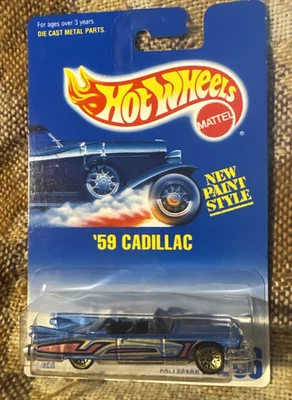 For ages over 3 years.
DIE CAST METAL PARTS.
HOT WHEELS
MATTEL
NEW
PAINT
STYLE
'59 CADILLAC